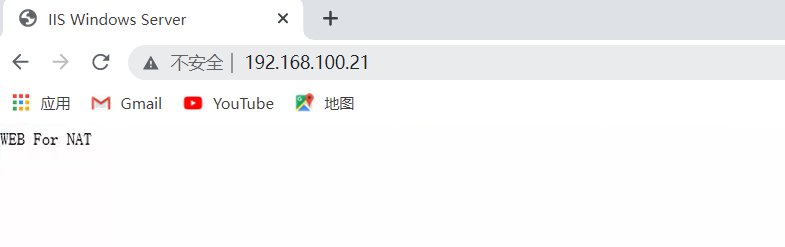 IIS Windows Server
不安全 | 192.168.100.21
应用 Gmail YouTube 地图
WEB For NAT